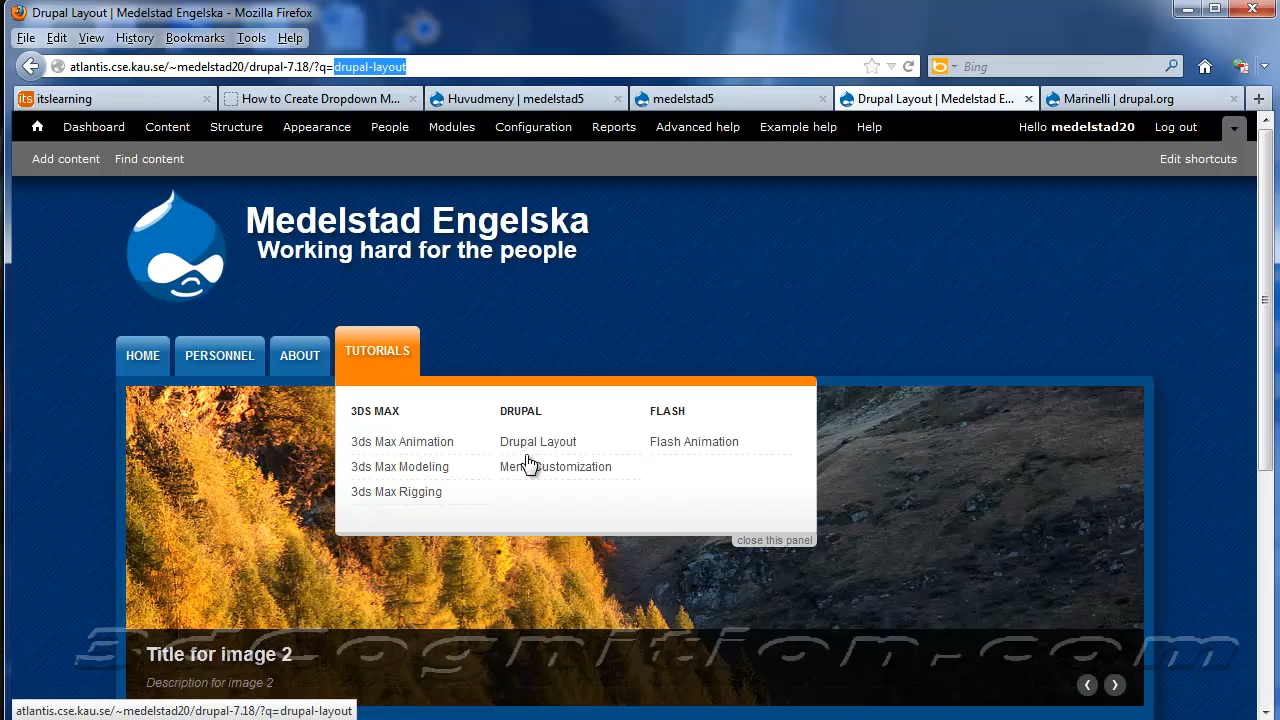 Drupal Layout | Medelstad Engelska - Mozilla Firefox
File Edit View History Bookmarks Tools Help
atlantis.cse.kau.se/~medelstad20/drupal-7.18/?q=drupal-layout
Bing
its itslearning
How to Create Dropdown M...
Huvudmeny | medelstad5
medelstad5
Drupal Layout | Medelstad E...
Marinelli | drupal.org
Dashboard Content Structure Appearance People Modules Configuration Reports Advanced help Example help Help
Hello medelstad20 Log out
Add content Find content
Edit shortcuts
Medelstad Engelska
Working hard for the people
HOME PERSONNEL ABOUT TUTORIALS
3DS MAX
3ds Max Animation
3ds Max Modeling
3ds Max Rigging
DRUPAL
Drupal Layout
Menu Customization
FLASH
Flash Animation
close this panel
3dCognition.com
Title for image 2
Description for image 2
atlantis.cse.kau.se/~medelstad20/drupal-7.18/?q=drupal-layout